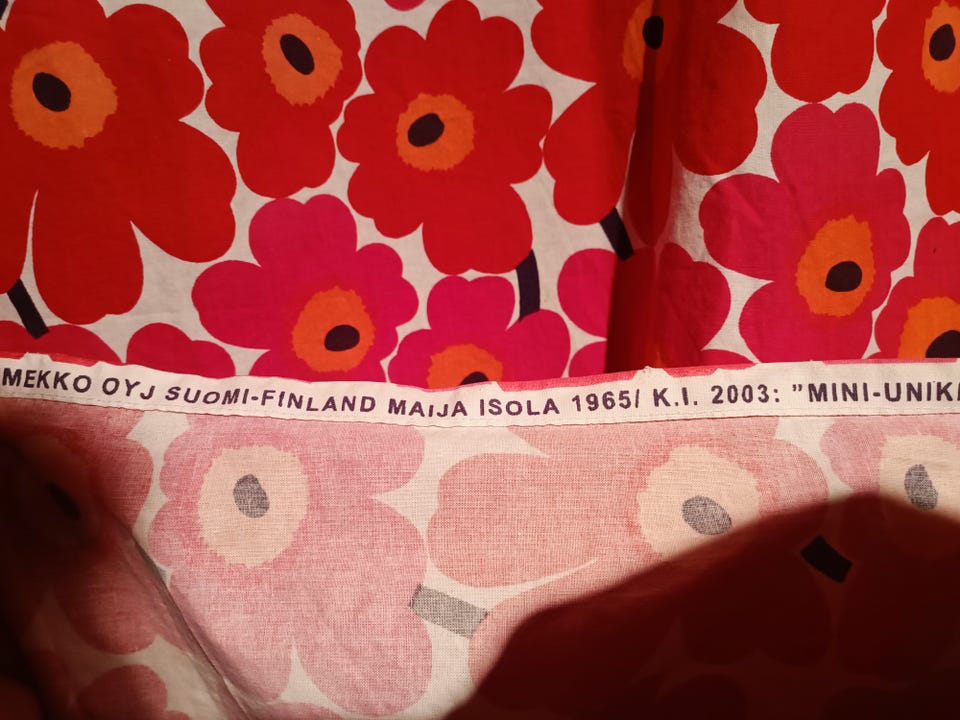 MEKKO OYJ SUOMI-FINLAND MAIJA ISOLA 1965/ K.I. 2003: "MINI-UNIK